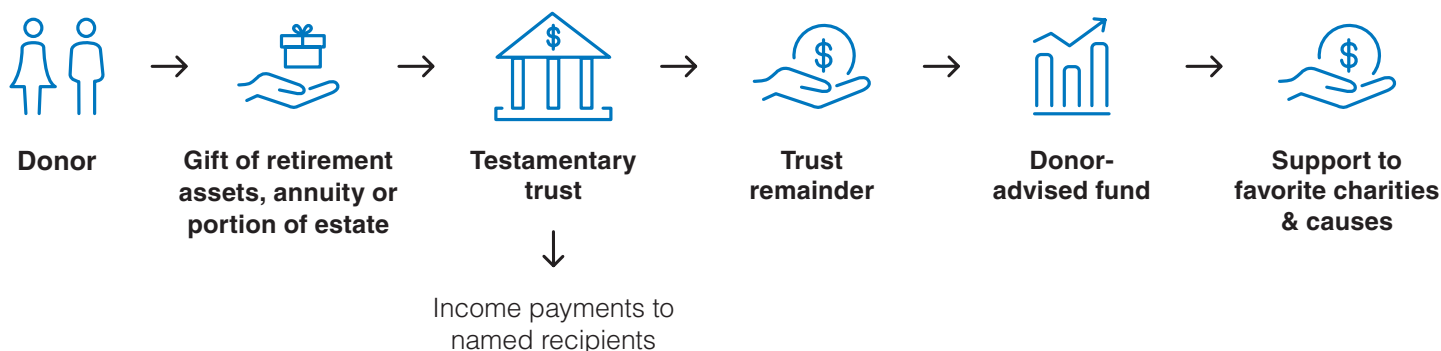 $
$
$
Donor
Gift of retirement
assets, annuity or
portion of estate
Testamentary
trust
Trust
remainder
Donor-
advised fund
Support to
favorite charities
& causes
Income payments to
named recipients